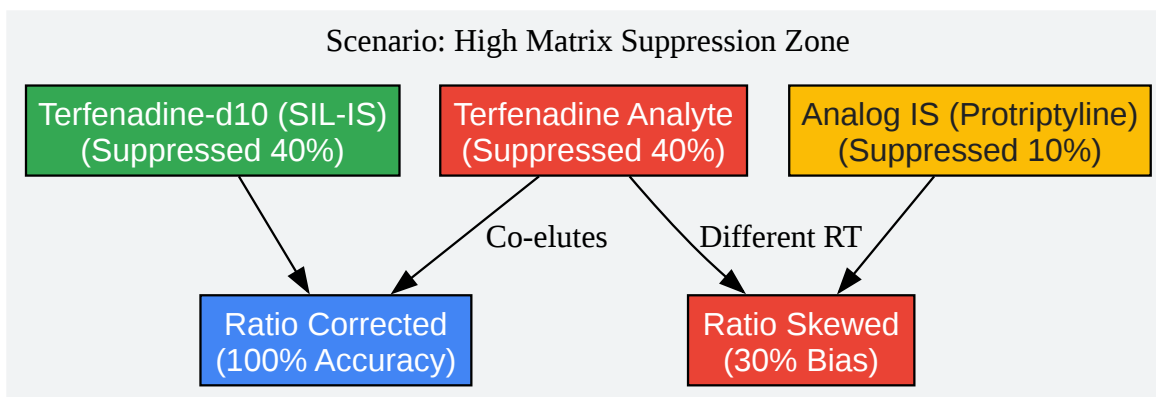 Scenario: High Matrix Suppression Zone
Terfenadine-d10 (SIL-IS)
(Suppressed 40%)
Terfenadine Analyte
(Suppressed 40%)
Analog IS (Protriptyline)
(Suppressed 10%)
Co-elutes
Different RT
Ratio Corrected
(100% Accuracy)
Ratio Skewed
(30% Bias)